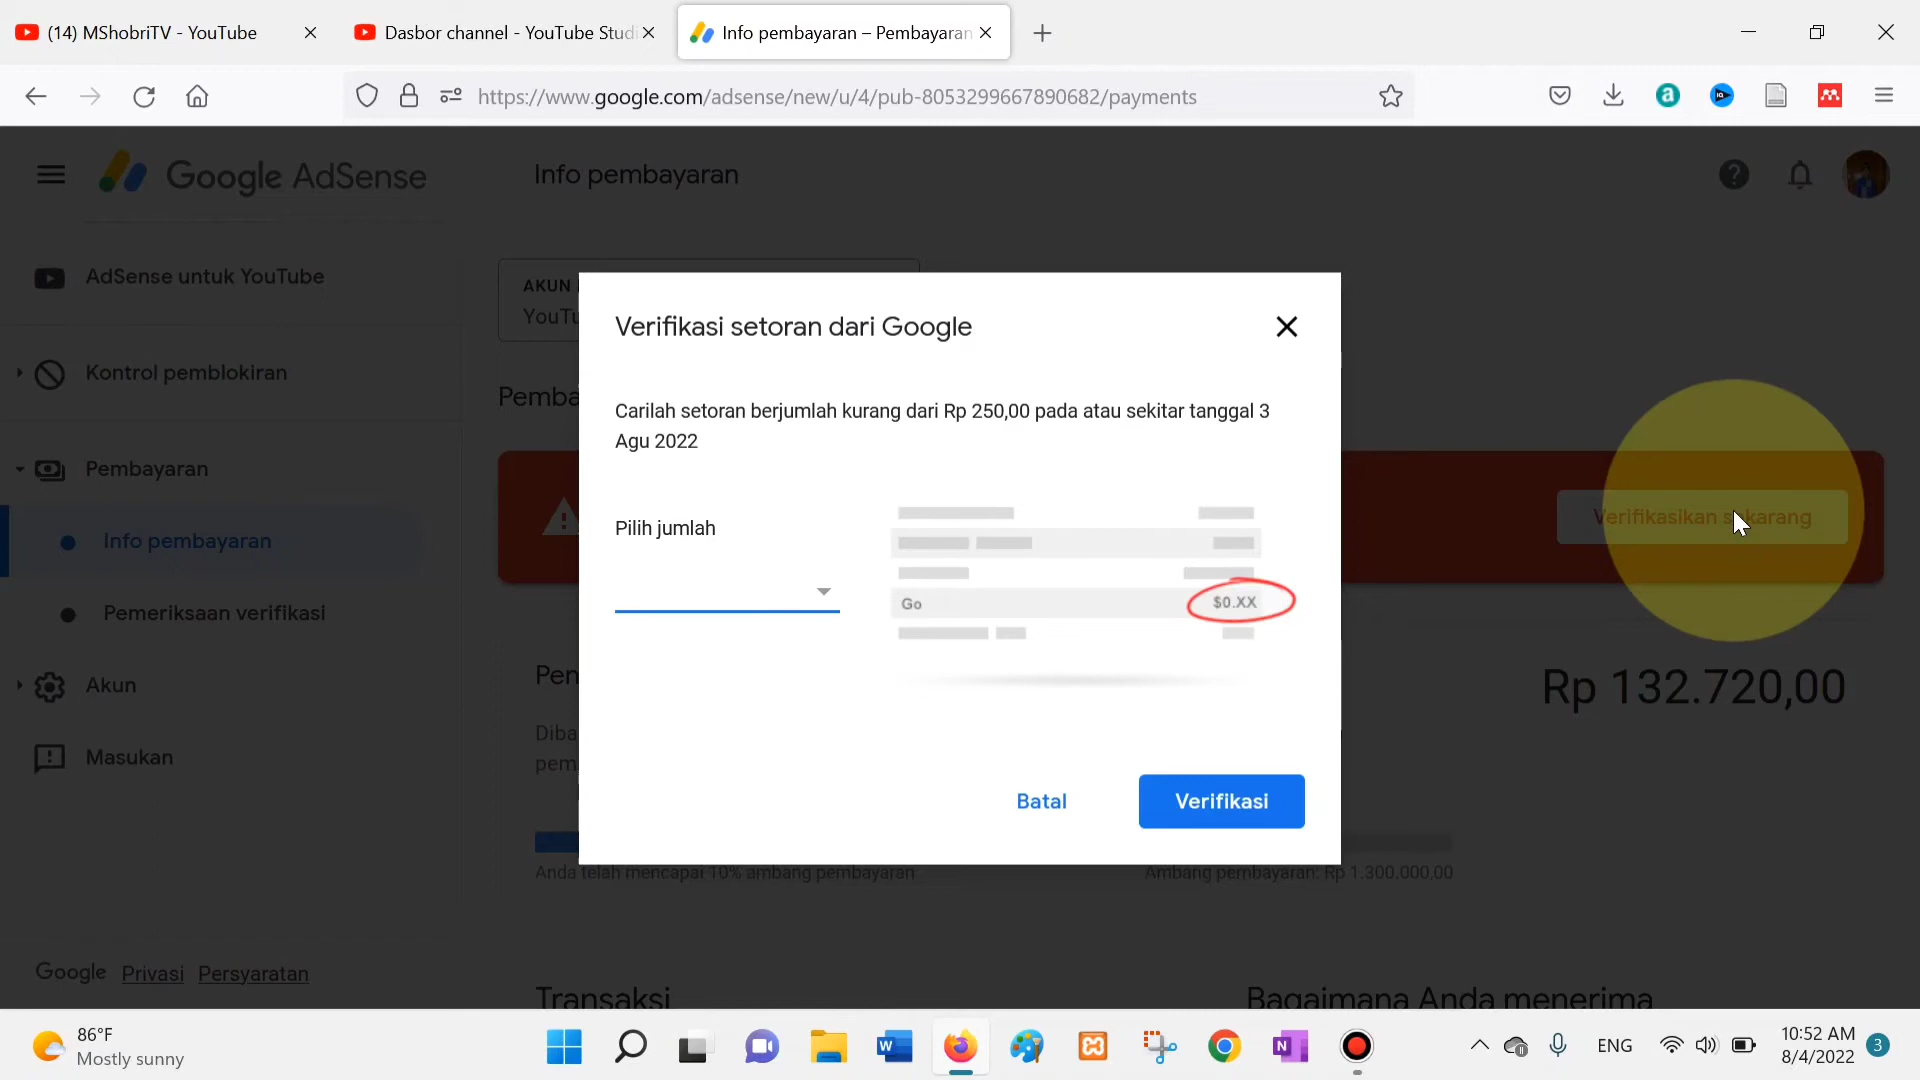 (14) MShobriTV - YouTube
Dasbor channel - YouTube Studi
Info pembayaran – Pembayaran
https://www.google.com/adsense/new/u/4/pub-8053299667890682/payments
Google AdSense
Info pembayaran
AdSense untuk YouTube
Kontrol pemblokiran
Pembayaran
Info pembayaran
Pemeriksaan verifikasi
Akun
Masukan
Google Privasi Persyaratan
AKUN
YouTu
Pemba
Verifikasi setoran dari Google
Carilah setoran berjumlah kurang dari Rp 250,00 pada atau sekitar tanggal 3
Agu 2022
Pilih jumlah
Go $0.XX
Batal
Verifikasi
Verifikasikan sekarang
Pem
Rp 132.720,00
Diba
pem
Anda telah mencapai 10% ambang pembayaran
Ambang pembayaran: Rp 1.300.000,00
Transaksi
Bagaimana Anda menerima
86°F
Mostly sunny
ENG
10:52 AM
8/4/2022
3